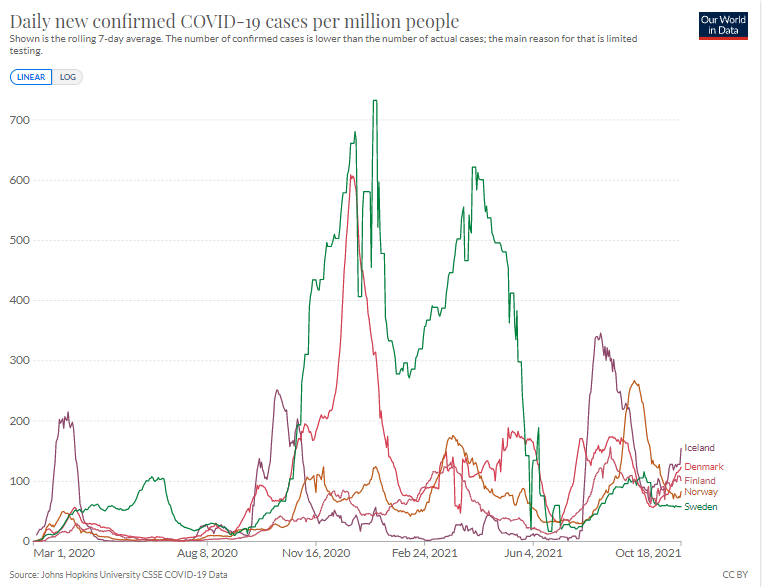 Daily new confirmed COVID-19 cases per million people
Our World
in Data
Shown is the rolling 7-day average. The number of confirmed cases is lower than the number of actual cases; the main reason for that is limited
testing.
LINEAR LOG
700
600
500
400
300
200
100
0
Iceland
Denmark
Finland
Norway
Sweden
Mar 1, 2020 Aug 8, 2020 Nov 16, 2020 Feb 24, 2021 Jun 4, 2021 Oct 18, 2021
Source: Johns Hopkins University CSSE COVID-19 Data CC BY